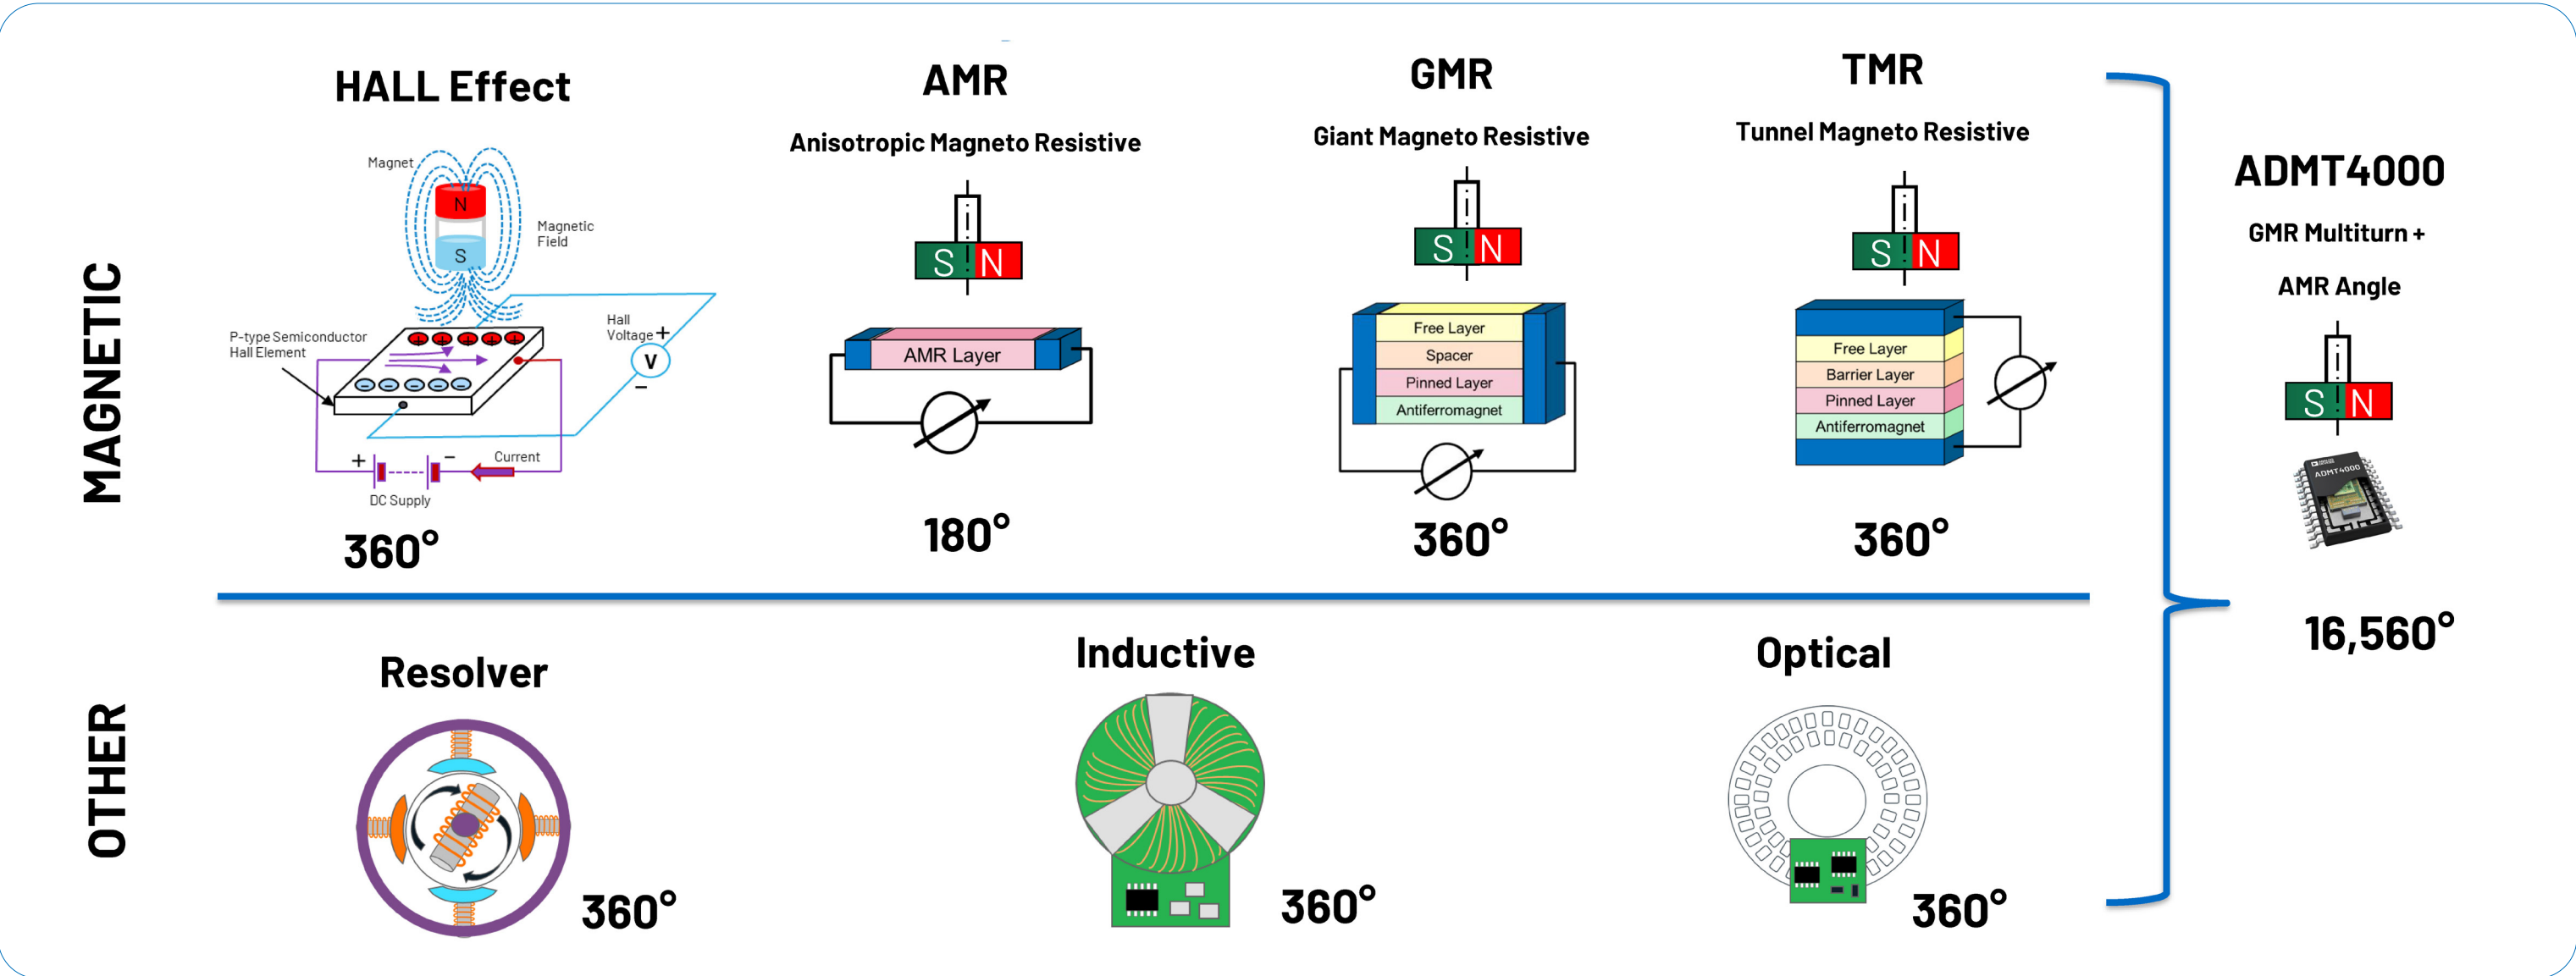 MAGNETIC
HALL Effect
Magnet
N
S
Magnetic
Field
P-type Semiconductor
Hall Element
Hall
Voltage +
V
−
+
−
Current
DC Supply
360°
AMR
Anisotropic Magneto Resistive
S N
AMR Layer
180°
GMR
Giant Magneto Resistive
S N
Free Layer
Spacer
Pinned Layer
Antiferromagnet
360°
TMR
Tunnel Magneto Resistive
S N
Free Layer
Barrier Layer
Pinned Layer
Antiferromagnet
360°
OTHER
Resolver
360°
Inductive
360°
Optical
360°
ADMT4000
GMR Multiturn +
AMR Angle
S N
ADMT4000
16,560°